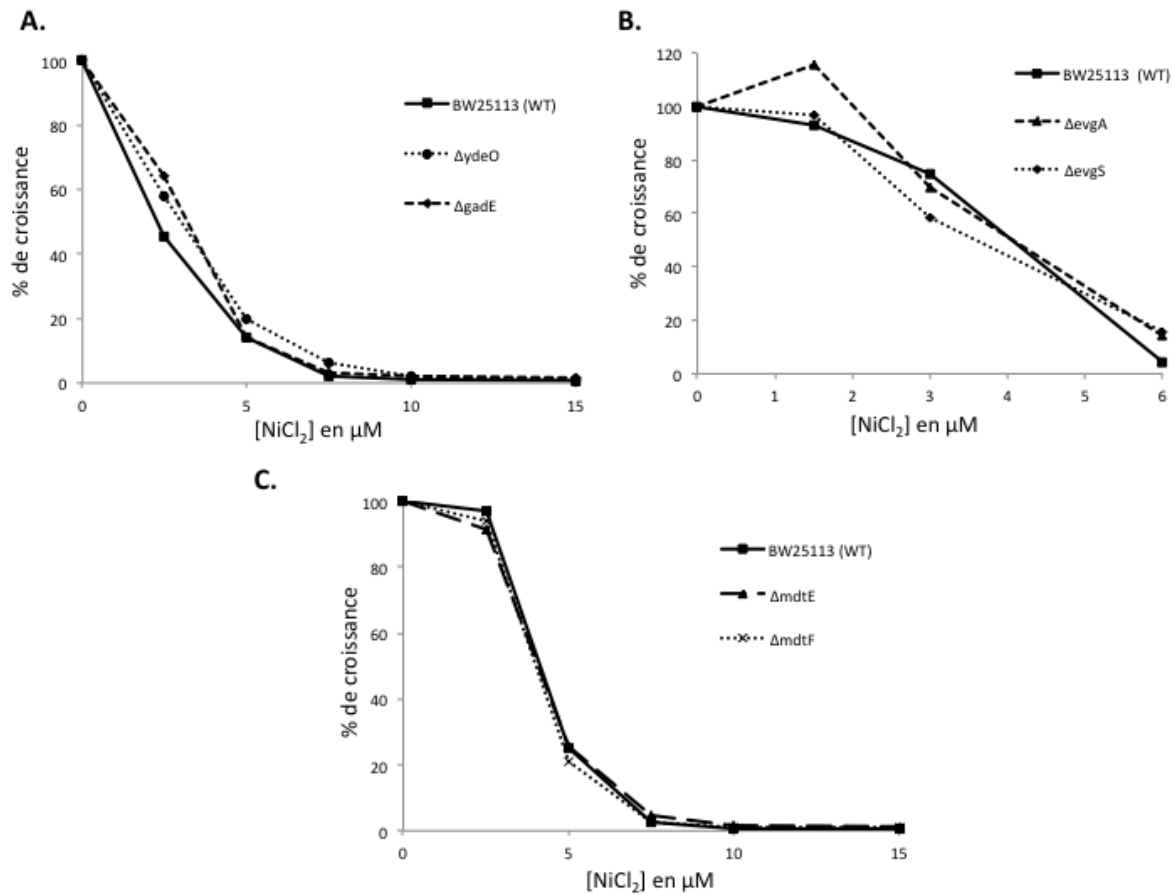 A.
% de croissance
100
80
60
40
20
0
0
5
10
15
[NiCl₂] en µM
BW25113 (WT)
ΔydeO
ΔgadE
B.
% de croissance
120
100
80
60
40
20
0
0
1
2
3
4
5
6
[NiCl₂] en µM
BW25113 (WT)
ΔevgA
ΔevgS
C.
% de croissance
100
80
60
40
20
0
0
5
10
15
[NiCl₂] en µM
BW25113 (WT)
ΔmdtE
ΔmdtF